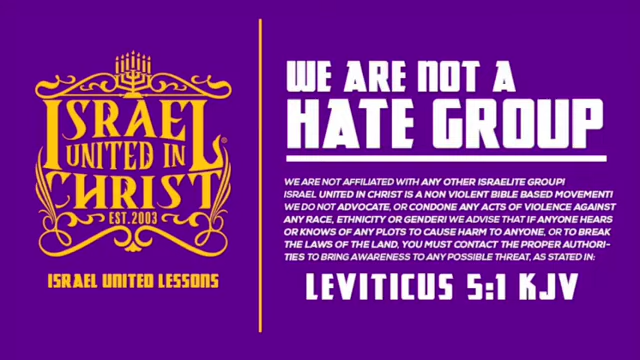 ISRAEL
UNITED IN
CHRIST
EST.2003
ISRAEL UNITED LESSONS
WE ARE NOT A
HATE GROUP
WE ARE NOT AFFILIATED WITH ANY OTHER ISRAELITE GROUP!
ISRAEL UNITED IN CHRIST IS A NON VIOLENT BIBLE BASED MOVEMENT!
WE DO NOT ADVOCATE, OR CONDONE ANY ACTS OF VIOLENCE AGAINST
ANY RACE, ETHNICITY OR GENDER! WE ADVISE THAT IF ANYONE HEARS
OR KNOWS OF ANY PLOTS TO CAUSE HARM TO ANYONE, OR TO BREAK
THE LAWS OF THE LAND, YOU MUST CONTACT THE PROPER AUTHORI-
TIES TO BRING AWARENESS TO ANY POSSIBLE THREAT, AS STATED IN:
LEVITICUS 5:1 KJV